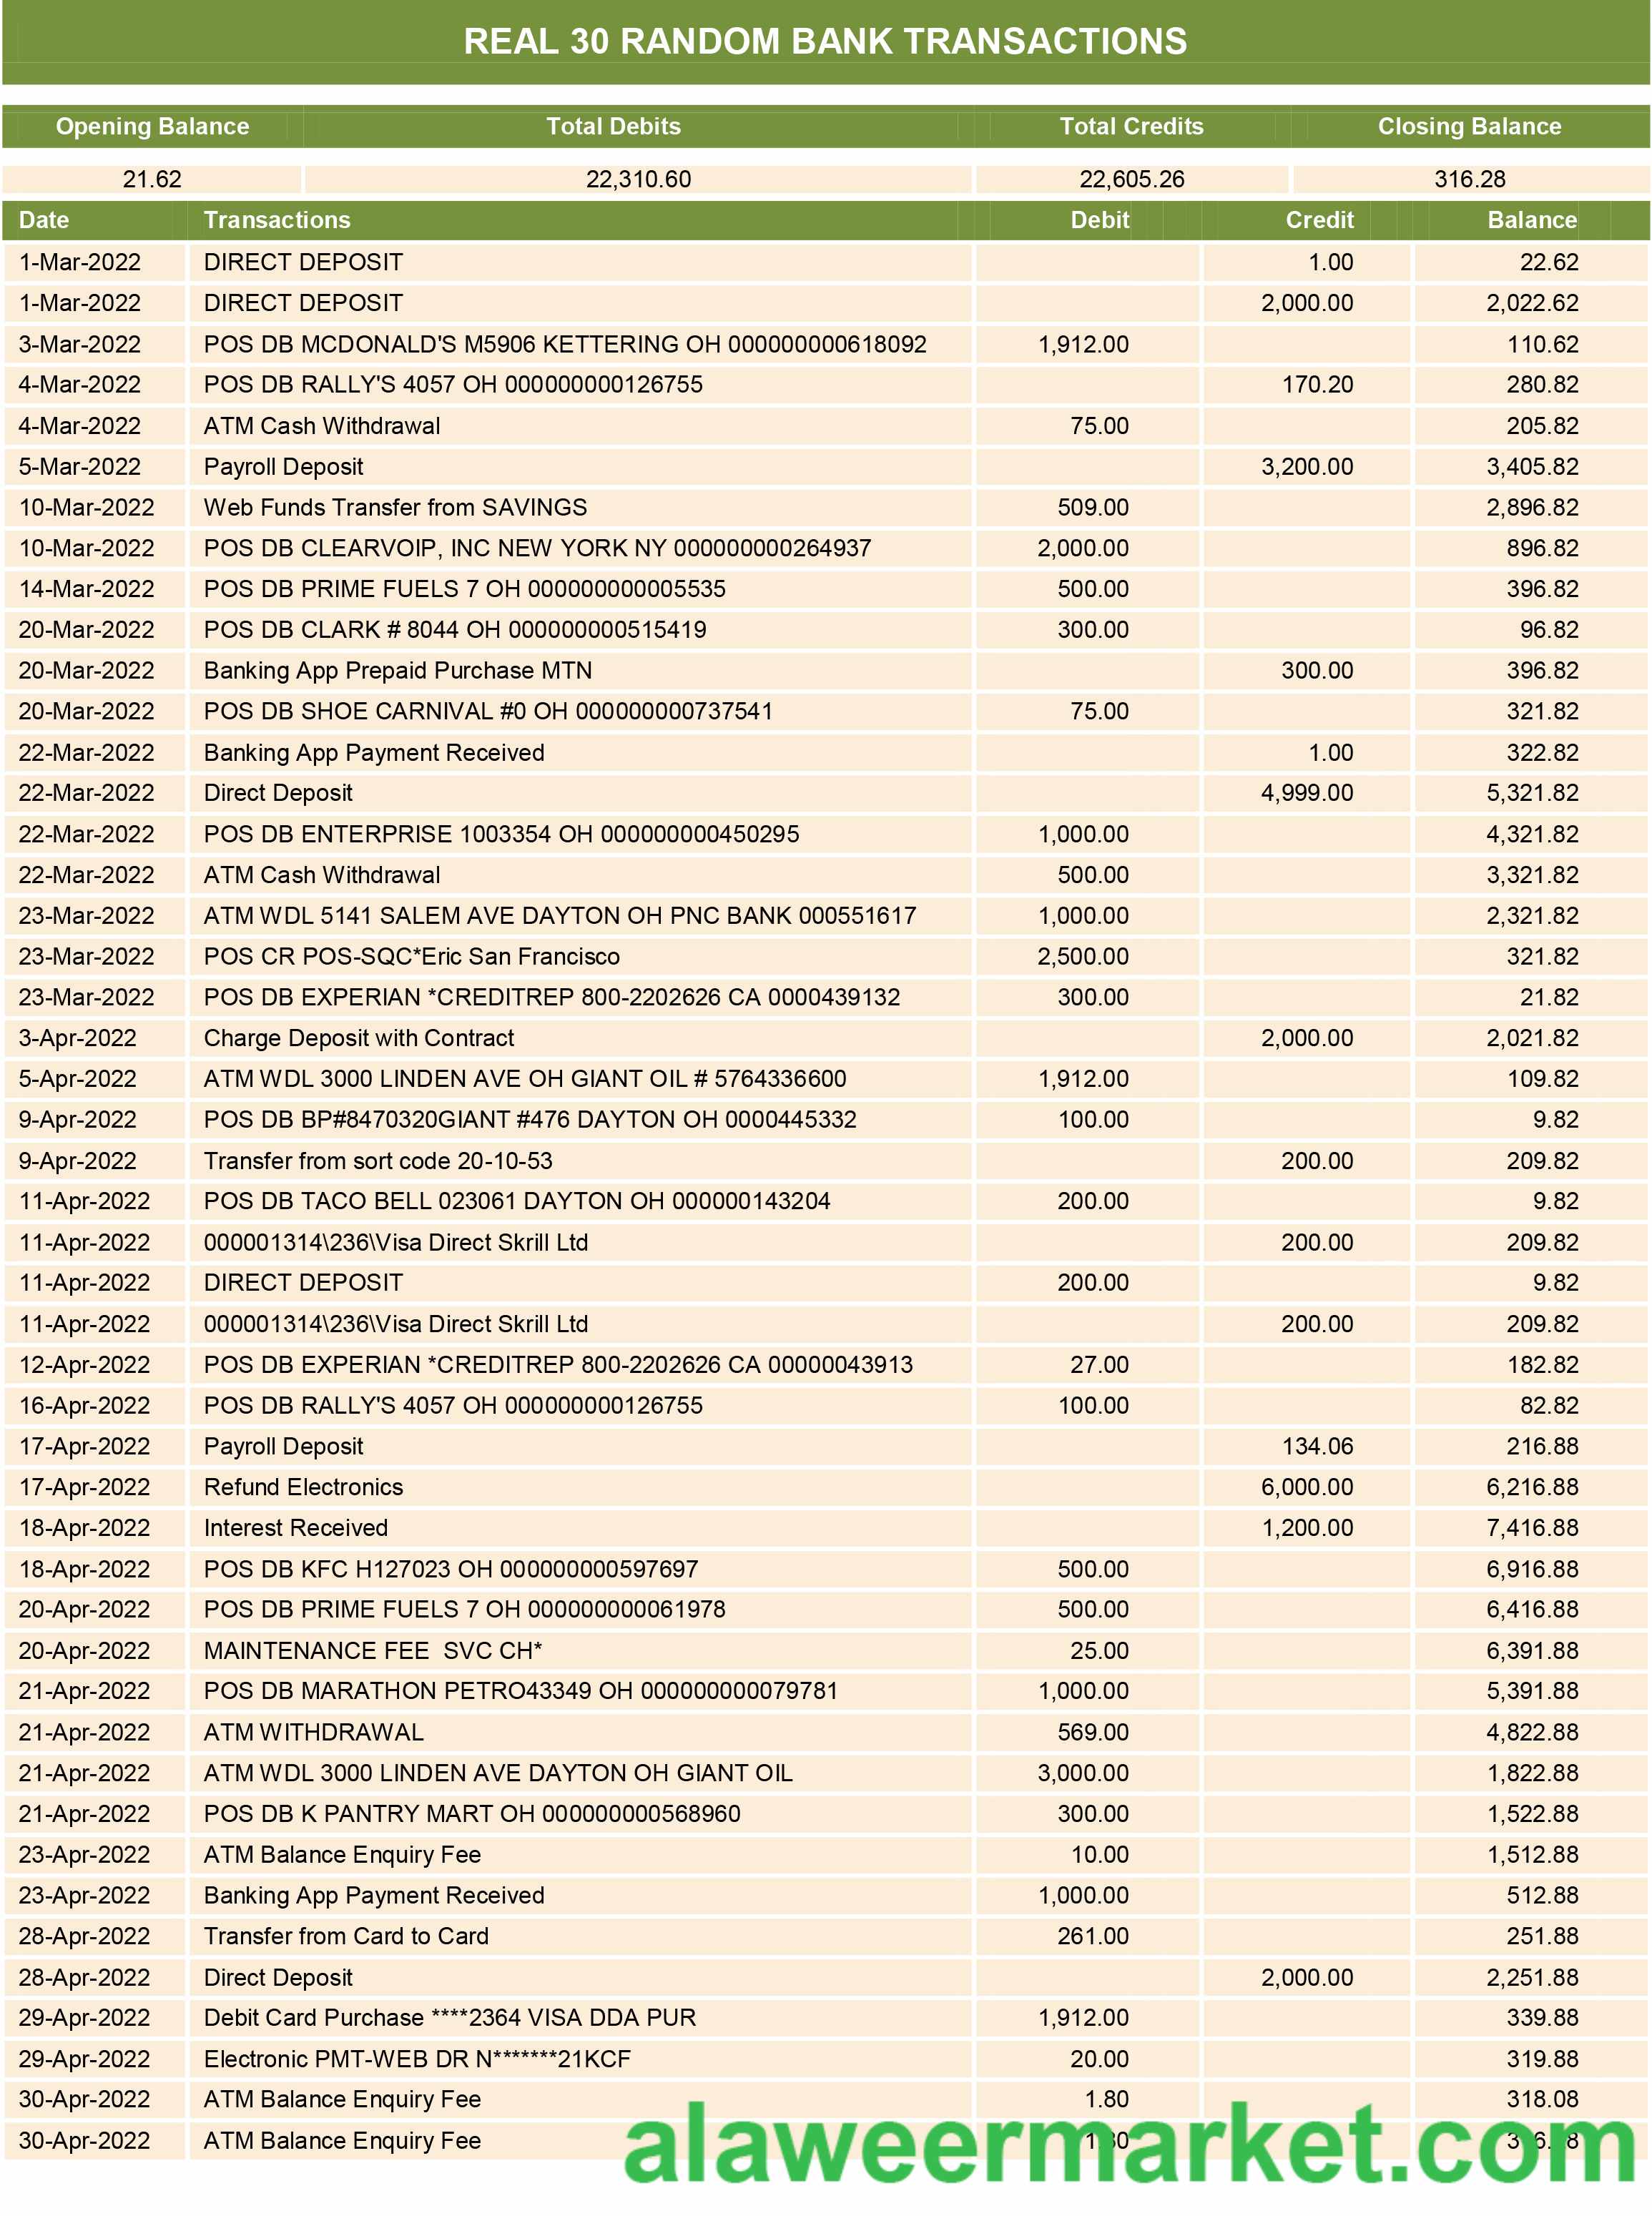 REAL 30 RANDOM BANK TRANSACTIONS
Opening Balance Total Debits Total Credits Closing Balance
21.62 22,310.60 22,605.26 316.28
Date Transactions Debit Credit Balance
1-Mar-2022 DIRECT DEPOSIT 1.00 22.62
1-Mar-2022 DIRECT DEPOSIT 2,000.00 2,022.62
3-Mar-2022 POS DB MCDONALD'S M5906 KETTERING OH 000000000618092 1,912.00 110.62
4-Mar-2022 POS DB RALLY'S 4057 OH 000000000126755 170.20 280.82
4-Mar-2022 ATM Cash Withdrawal 75.00 205.82
5-Mar-2022 Payroll Deposit 3,200.00 3,405.82
10-Mar-2022 Web Funds Transfer from SAVINGS 509.00 2,896.82
10-Mar-2022 POS DB CLEARVOIP, INC NEW YORK NY 000000000264937 2,000.00 896.82
14-Mar-2022 POS DB PRIME FUELS 7 OH 000000000005535 500.00 396.82
20-Mar-2022 POS DB CLARK # 8044 OH 000000000515419 300.00 96.82
20-Mar-2022 Banking App Prepaid Purchase MTN 300.00 396.82
20-Mar-2022 POS DB SHOE CARNIVAL #0 OH 000000000737541 75.00 321.82
22-Mar-2022 Banking App Payment Received 1.00 322.82
22-Mar-2022 Direct Deposit 4,999.00 5,321.82
22-Mar-2022 POS DB ENTERPRISE 1003354 OH 000000000450295 1,000.00 4,321.82
22-Mar-2022 ATM Cash Withdrawal 500.00 3,321.82
23-Mar-2022 ATM WDL 5141 SALEM AVE DAYTON OH PNC BANK 000551617 1,000.00 2,321.82
23-Mar-2022 POS CR POS-SQC*Eric San Francisco 2,500.00 321.82
23-Mar-2022 POS DB EXPERIAN *CREDITREP 800-2202626 CA 0000439132 300.00 21.82
3-Apr-2022 Charge Deposit with Contract 2,000.00 2,021.82
5-Apr-2022 ATM WDL 3000 LINDEN AVE OH GIANT OIL # 5764336600 1,912.00 109.82
9-Apr-2022 POS DB BP#8470320GIANT #476 DAYTON OH 0000445332 100.00 9.82
9-Apr-2022 Transfer from sort code 20-10-53 200.00 209.82
11-Apr-2022 POS DB TACO BELL 023061 DAYTON OH 000000143204 200.00 9.82
11-Apr-2022 000001314\236\Visa Direct Skrill Ltd 200.00 209.82
11-Apr-2022 DIRECT DEPOSIT 200.00 9.82
11-Apr-2022 000001314\236\Visa Direct Skrill Ltd 200.00 209.82
12-Apr-2022 POS DB EXPERIAN *CREDITREP 800-2202626 CA 00000043913 27.00 182.82
16-Apr-2022 POS DB RALLY'S 4057 OH 000000000126755 100.00 82.82
17-Apr-2022 Payroll Deposit 134.06 216.88
17-Apr-2022 Refund Electronics 6,000.00 6,216.88
18-Apr-2022 Interest Received 1,200.00 7,416.88
18-Apr-2022 POS DB KFC H127023 OH 000000000597697 500.00 6,916.88
20-Apr-2022 POS DB PRIME FUELS 7 OH 000000000061978 500.00 6,416.88
20-Apr-2022 MAINTENANCE FEE SVC CH* 25.00 6,391.88
21-Apr-2022 POS DB MARATHON PETRO43349 OH 000000000079781 1,000.00 5,391.88
21-Apr-2022 ATM WITHDRAWAL 569.00 4,822.88
21-Apr-2022 ATM WDL 3000 LINDEN AVE DAYTON OH GIANT OIL 3,000.00 1,822.88
21-Apr-2022 POS DB K PANTRY MART OH 000000000568960 300.00 1,522.88
23-Apr-2022 ATM Balance Enquiry Fee 10.00 1,512.88
23-Apr-2022 Banking App Payment Received 1,000.00 512.88
28-Apr-2022 Transfer from Card to Card 261.00 251.88
28-Apr-2022 Direct Deposit 2,000.00 2,251.88
29-Apr-2022 Debit Card Purchase ****2364 VISA DDA PUR 1,912.00 339.88
29-Apr-2022 Electronic PMT-WEB DR N*******21KCF 20.00 319.88
30-Apr-2022 ATM Balance Enquiry Fee 1.80 318.08
30-Apr-2022 ATM Balance Enquiry Fee
alaweermarket.com